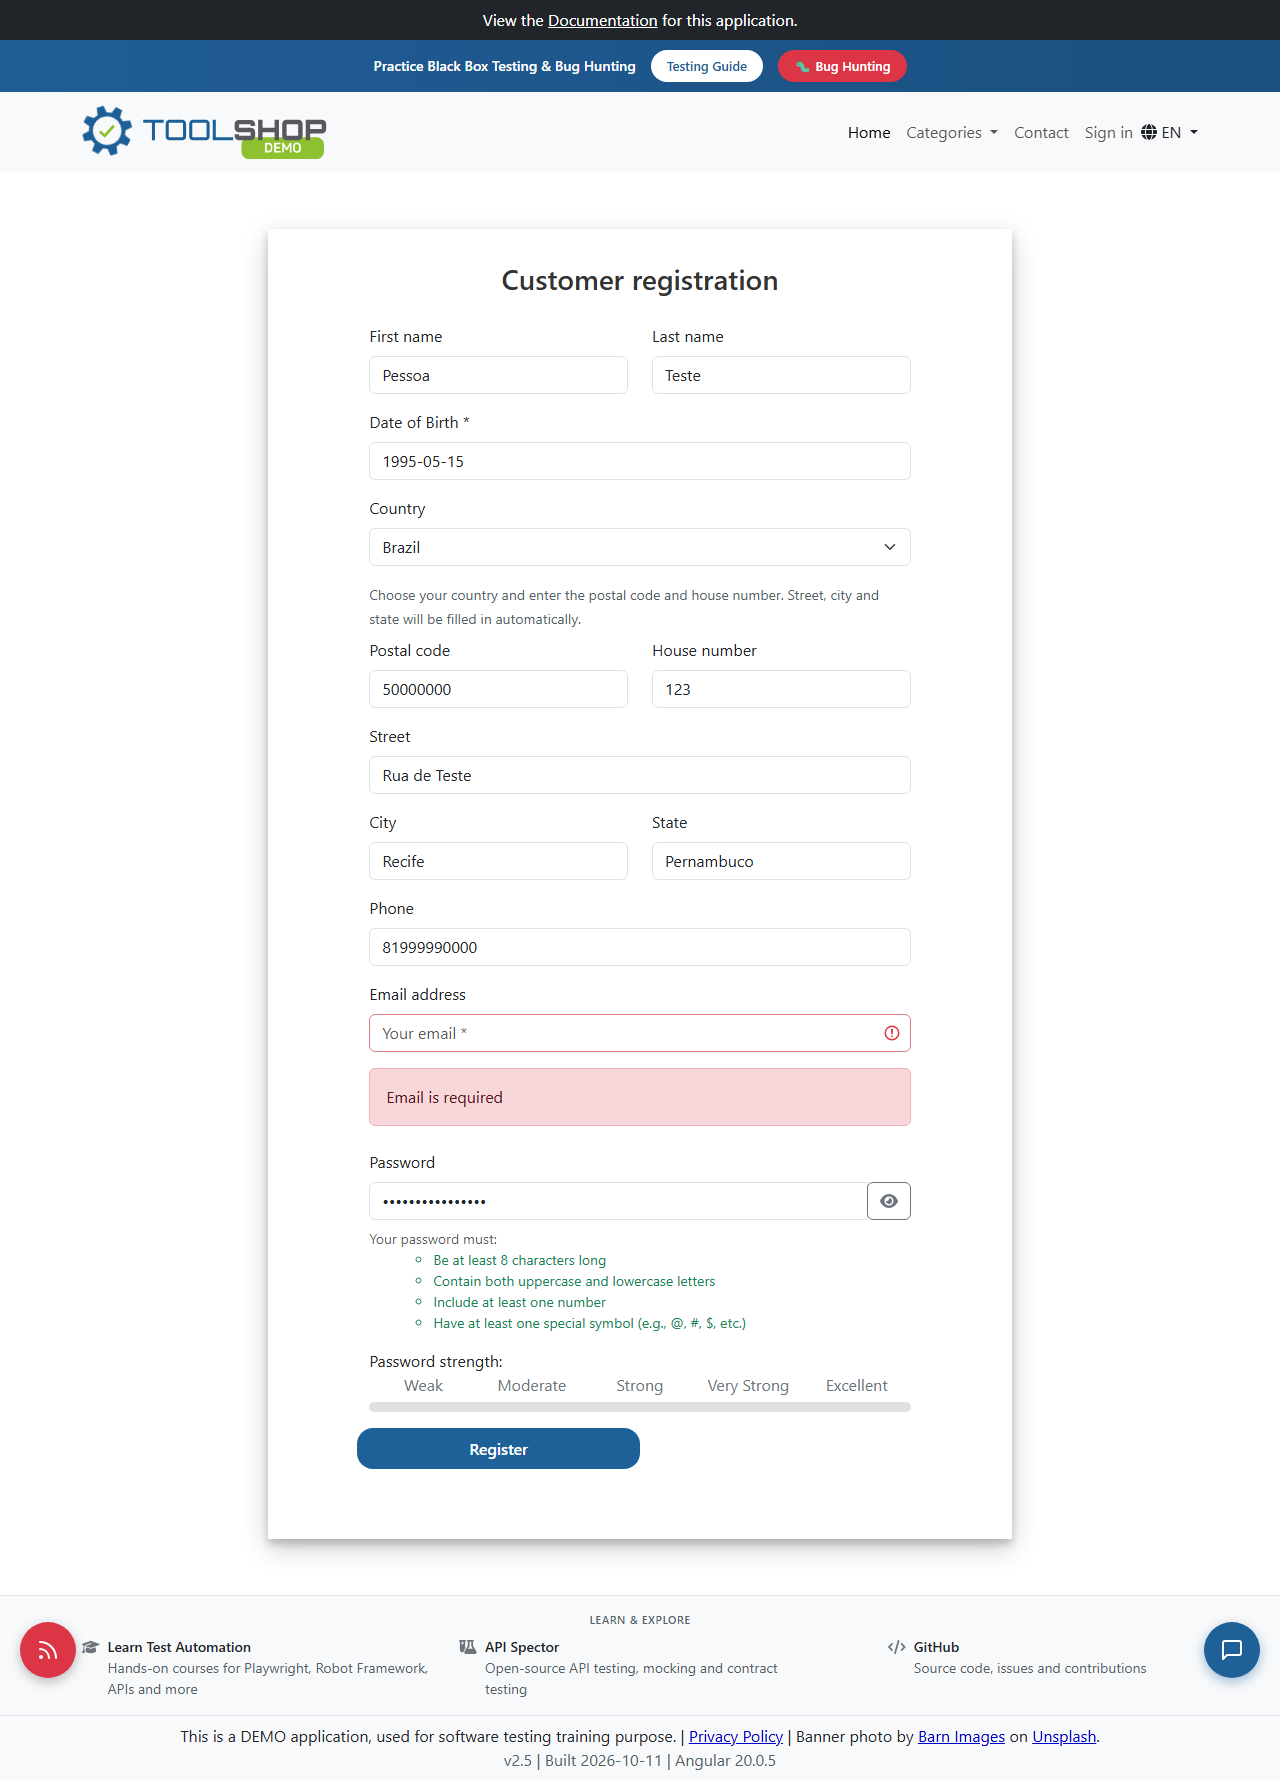 View the Documentation for this application.
Practice Black Box Testing & Bug Hunting Testing Guide Bug Hunting
TOOLSHOP
DEMO
Home Categories Contact Sign in EN
Customer registration
First name Last name
Pessoa Teste
Date of Birth *
1995-05-15
Country
Brazil
Choose your country and enter the postal code and house number. Street, city and
state will be filled in automatically.
Postal code House number
50000000 123
Street
Rua de Teste
City State
Recife Pernambuco
Phone
81999990000
Email address
Your email *
Email is required
Password
••••••••••••••••
Your password must:
Be at least 8 characters long
Contain both uppercase and lowercase letters
Include at least one number
Have at least one special symbol (e.g., @, #, $, etc.)
Password strength:
Weak Moderate Strong Very Strong Excellent
Register
LEARN & EXPLORE
Learn Test Automation
Hands-on courses for Playwright, Robot Framework,
APIs and more
API Spector
Open-source API testing, mocking and contract
testing
GitHub
Source code, issues and contributions
This is a DEMO application, used for software testing training purpose. | Privacy Policy | Banner photo by Barn Images on Unsplash.
v2.5 | Built 2026-10-11 | Angular 20.0.5